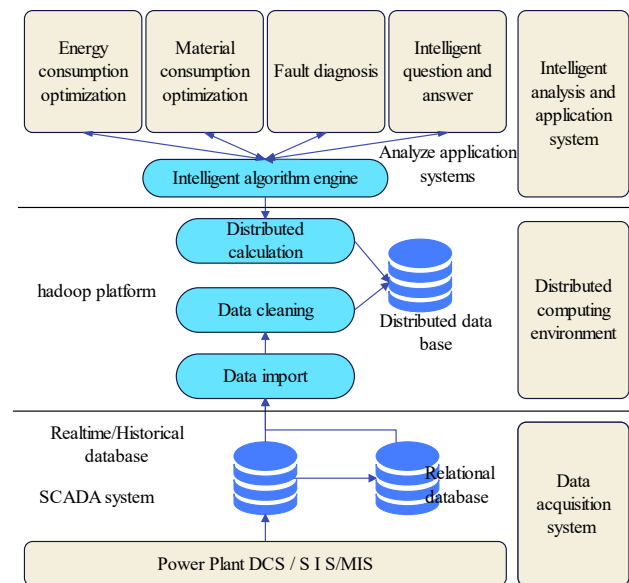 Energy
consumption
optimization
Material
consumption
optimization
Fault diagnosis
Intelligent
question and
answer
Intelligent
analysis and
application
system
Analyze application
systems
Intelligent algorithm engine
Distributed
calculation
hadoop platform
Data cleaning
Distributed data
base
Distributed
computing
environment
Data import
Realtime/Historical
database
SCADA system
Relational
database
Data
acquisition
system
Power Plant DCS / S I S/MIS